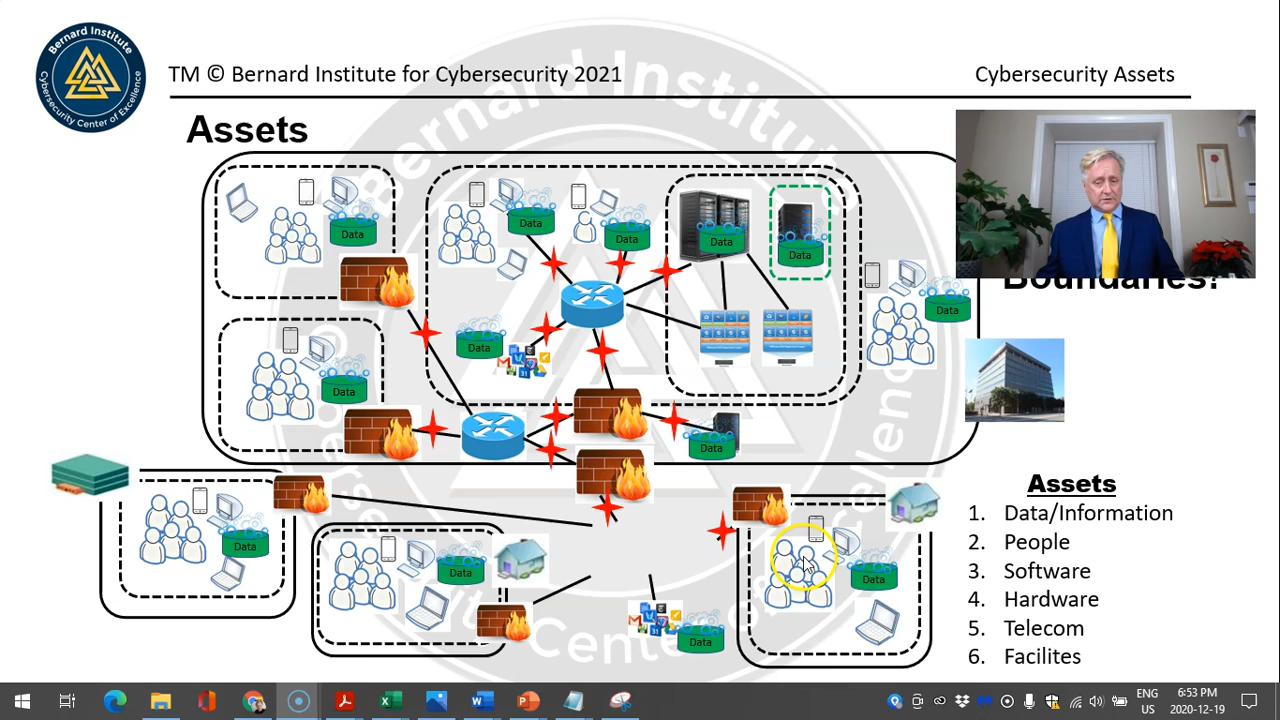 Bernard Institute
Cybersecurity Center of Excellence
TM © Bernard Institute for Cybersecurity 2021
Cybersecurity Assets
Assets
Boundaries?
Data
Data
Data
Data
Data
Data
Data
Data
Data
Data
Data
Data
Data
Data
Assets
1. Data/Information
2. People
3. Software
4. Hardware
5. Telecom
6. Facilites
ENG
US
6:53 PM
2020-12-19